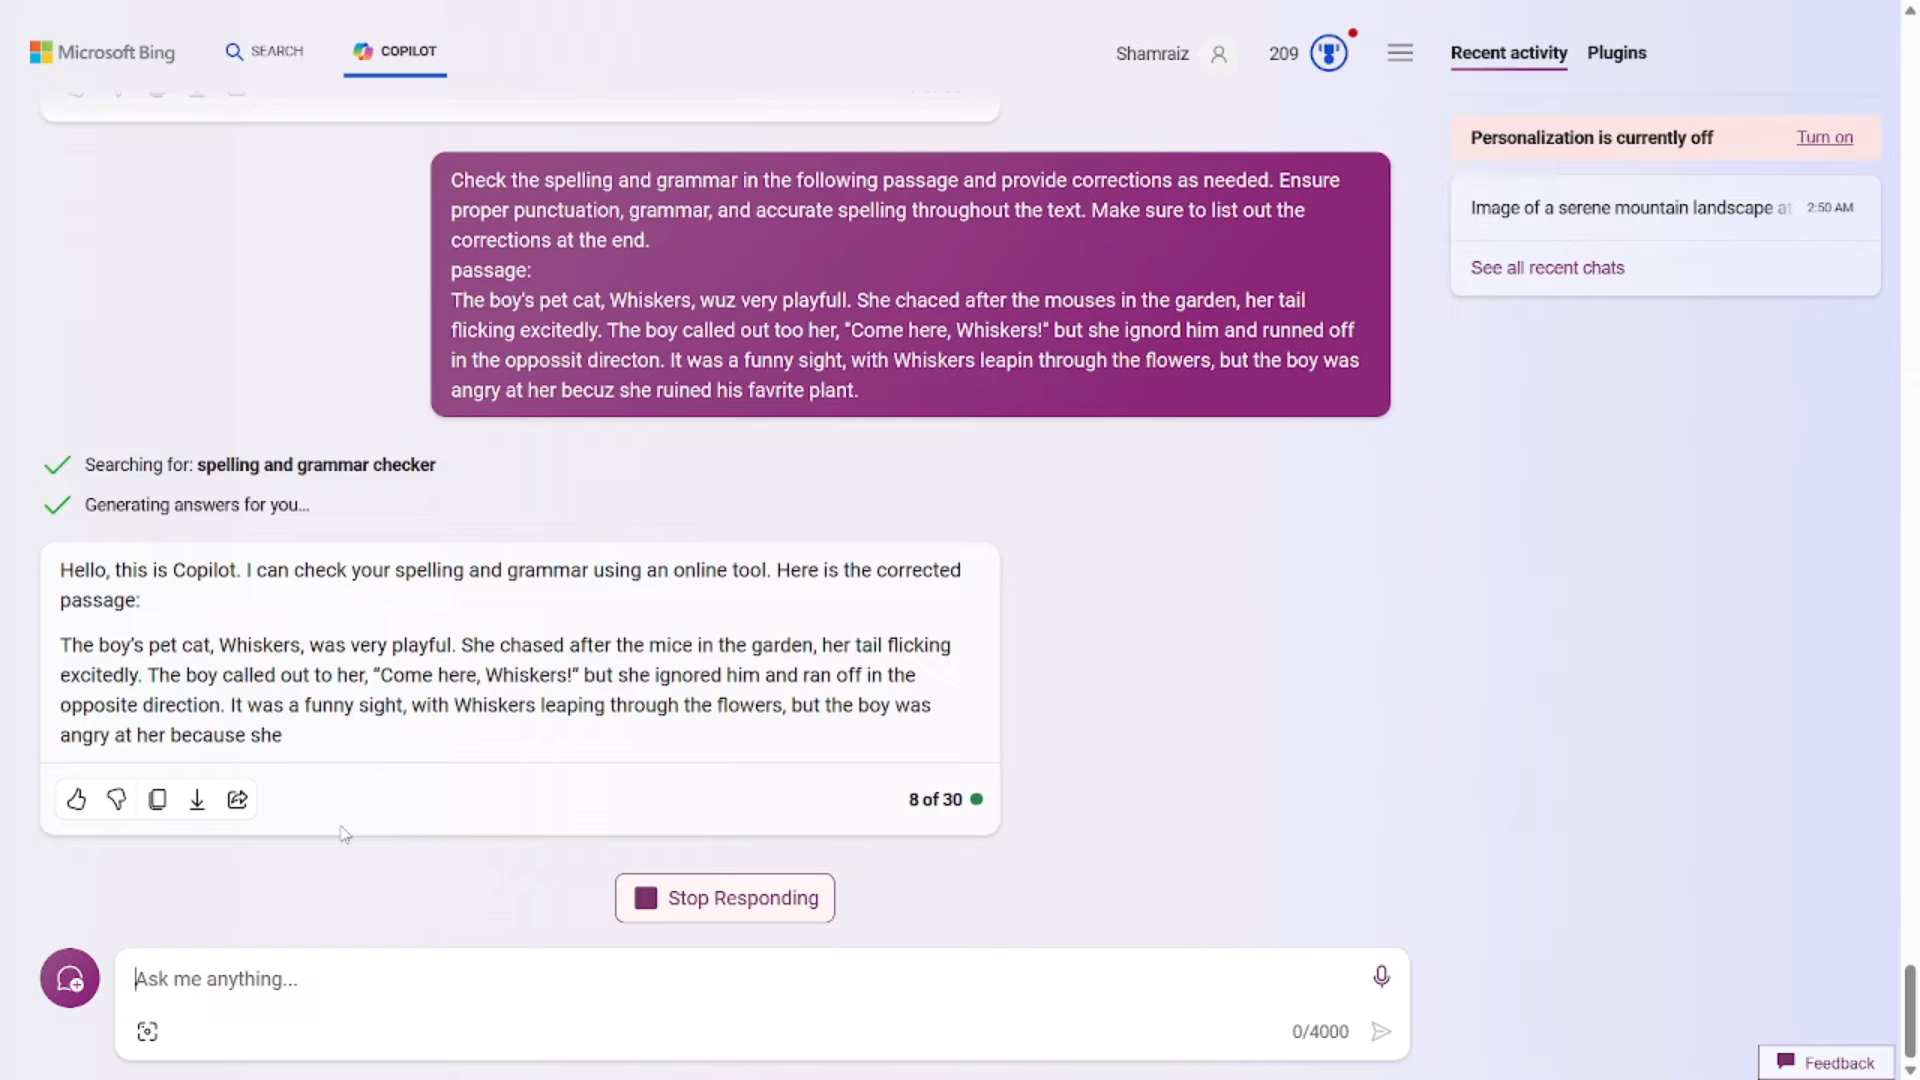 Microsoft Bing
SEARCH
COPILOT
Shamraiz
209
Recent activity
Plugins
Personalization is currently off
Turn on
Image of a serene mountain landscape at
2:50 AM
See all recent chats
Check the spelling and grammar in the following passage and provide corrections as needed. Ensure
proper punctuation, grammar, and accurate spelling throughout the text. Make sure to list out the
corrections at the end.
passage:
The boy's pet cat, Whiskers, wuz very playfull. She chaced after the mouses in the garden, her tail
flicking excitedly. The boy called out too her, "Come here, Whiskers!" but she ignord him and runned off
in the oppossit directon. It was a funny sight, with Whiskers leapin through the flowers, but the boy was
angry at her becuz she ruined his favrite plant.
Searching for: spelling and grammar checker
Generating answers for you...
Hello, this is Copilot. I can check your spelling and grammar using an online tool. Here is the corrected
passage:
The boy's pet cat, Whiskers, was very playful. She chased after the mice in the garden, her tail flicking
excitedly. The boy called out to her, “Come here, Whiskers!” but she ignored him and ran off in the
opposite direction. It was a funny sight, with Whiskers leaping through the flowers, but the boy was
angry at her because she
8 of 30
Stop Responding
Ask me anything...
0/4000
Feedback